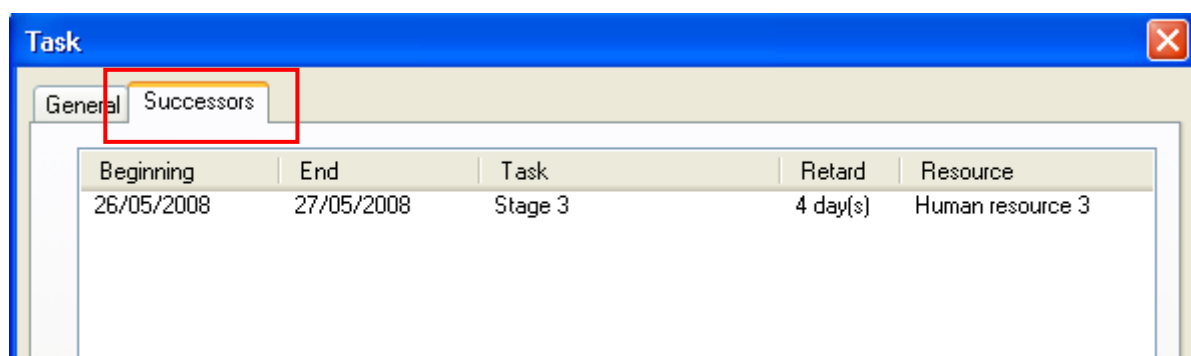 Task
General Successors
Beginning End Task Retard Resource
26/05/2008 27/05/2008 Stage 3 4 day(s) Human resource 3